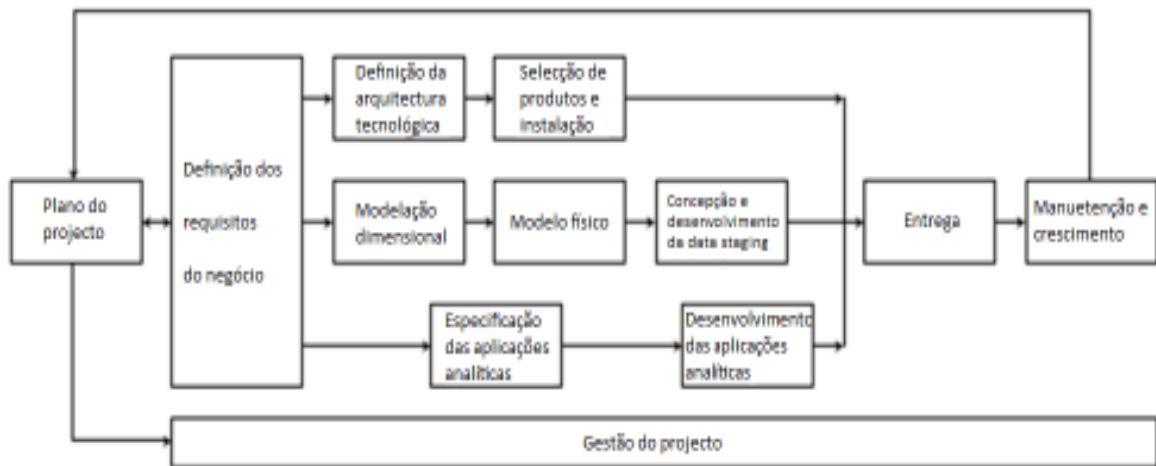 Definição da
arquitectura
tecnológica
Selecção de
produtos e
instalação
Plano do
projecto
Definição dos
requisitos
do negócio
Modelação
dimensional
Modelo físico
Concepção e
desenvolvimento
da data staging
Entrega
Manuetenção e
crescimento
Especificação
das aplicações
analíticas
Desenvolvimento
das aplicações
analíticas
Gestão do projecto